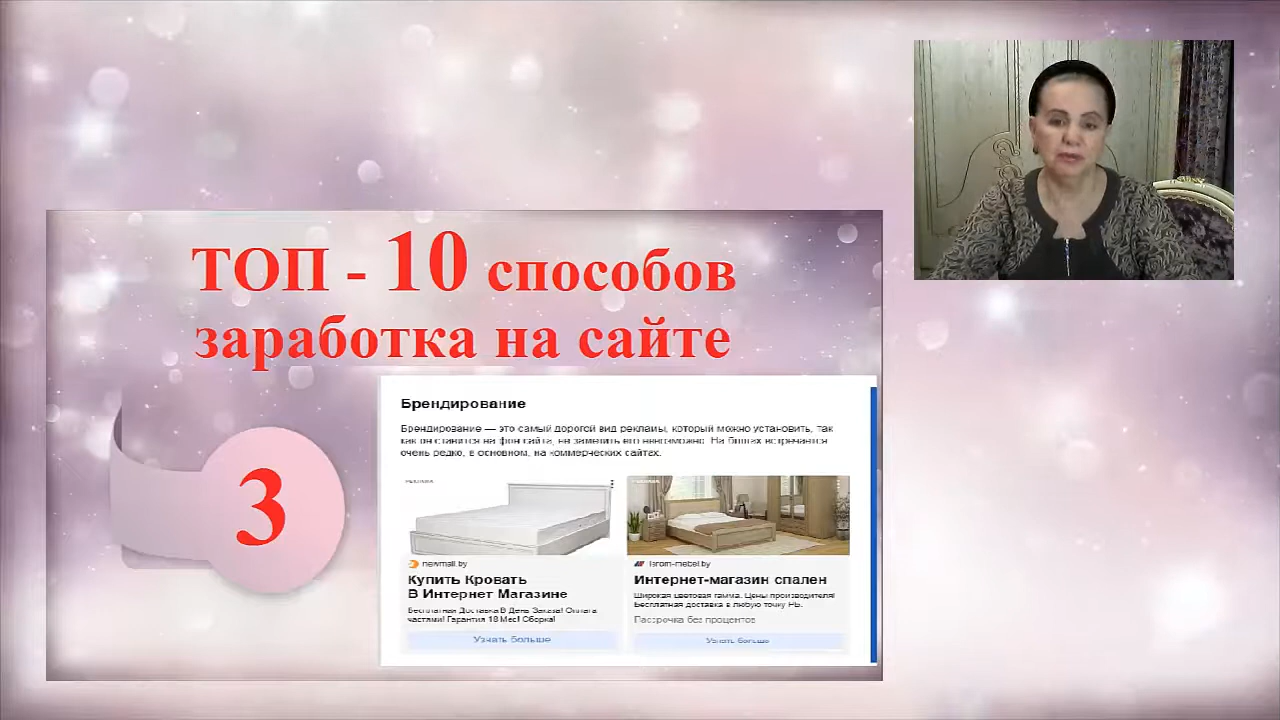 ТОП - 10 способов
заработка на сайте
3
Брендирование
Брендирование — это самый дорогой вид рекламы, который можно установить, так
как он ставится на фон сайта, не заметить его невозможно. На биржах встречается
очень редко, в основном, на коммерческих сайтах.
РЕКЛАМА
newmall.by
Купить Кровать
В Интернет Магазине
Бесплатная Доставка В День Заказа! Оплата
частями! Гарантия 18 Мес! Сборка!
Узнать больше
РЕКЛАМА
Интернет-магазин спален
Широкая цветовая гамма. Цены производителя!
Бесплатная доставка в любую точку РБ.
Рассрочка без процентов
Узнать больше